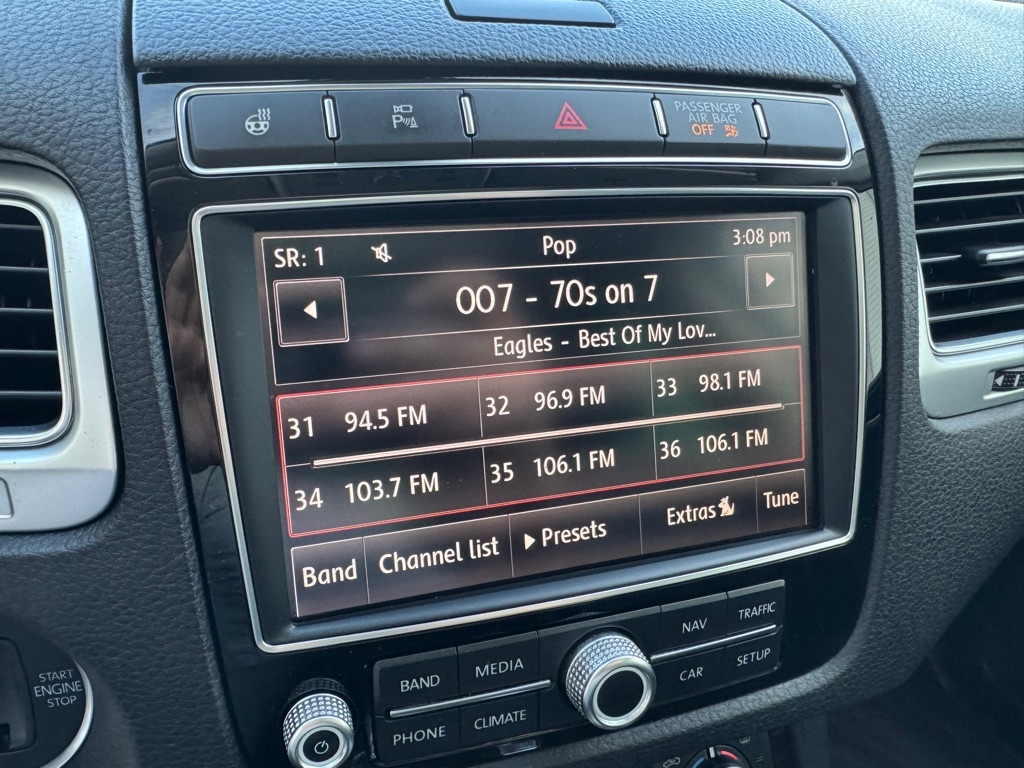 PASSENGER
AIR BAG
OFF
P
SR: 1 Pop 3:08 pm
007 - 70s on 7
Eagles - Best Of My Lov...
31 94.5 FM 32 96.9 FM 33 98.1 FM
34 103.7 FM 35 106.1 FM 36 106.1 FM
Band Channel list Presets Extras Tune
BAND MEDIA NAV TRAFFIC
PHONE CLIMATE CAR SETUP
START
ENGINE
STOP